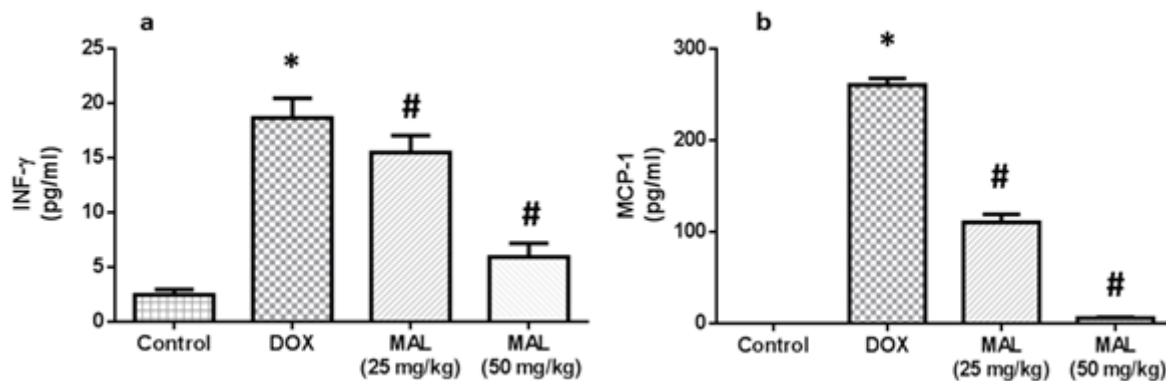 a
INF-γ
(pg/ml)
25
20
15
10
5
0
*
#
#
Control
DOX
MAL
(25 mg/kg)
MAL
(50 mg/kg)
b
MCP-1
(pg/ml)
300
200
100
0
*
#
#
Control
DOX
MAL
(25 mg/kg)
MAL
(50 mg/kg)